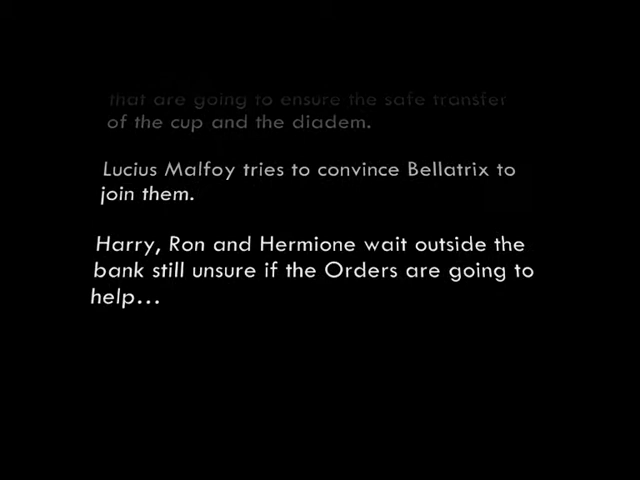 that are going to ensure the safe transfer
of the cup and the diadem.
Lucius Malfoy tries to convince Bellatrix to
join them.
Harry, Ron and Hermione wait outside the
bank still unsure if the Orders are going to
help...